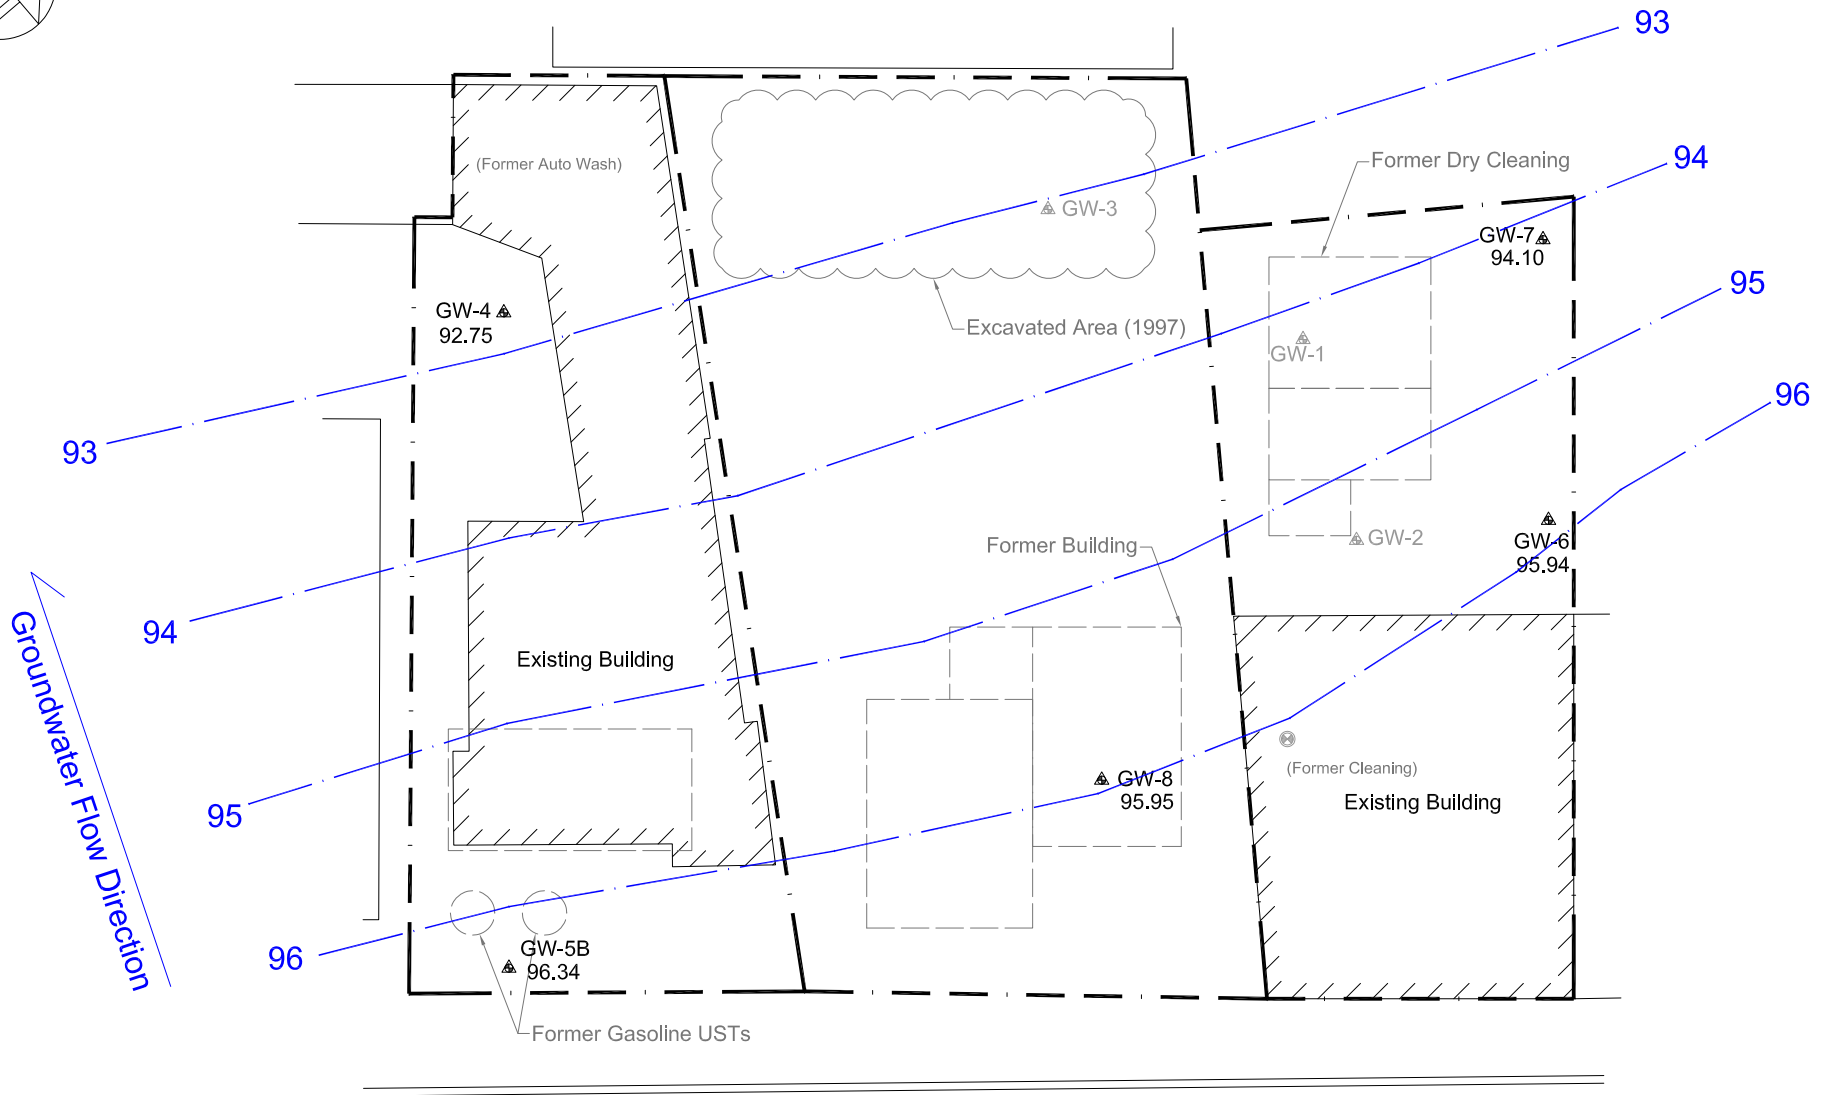 93
94
95
96
(Former Auto Wash)
GW-3
Former Dry Cleaning
GW-7
94.10
GW-4
92.75
Excavated Area (1997)
GW-1
93
GW-2
Former Building
GW-6
95.94
94
Groundwater Flow Direction
Existing Building
GW-8
95.95
(Former Cleaning)
Existing Building
95
96
GW-5B
96.34
Former Gasoline USTs